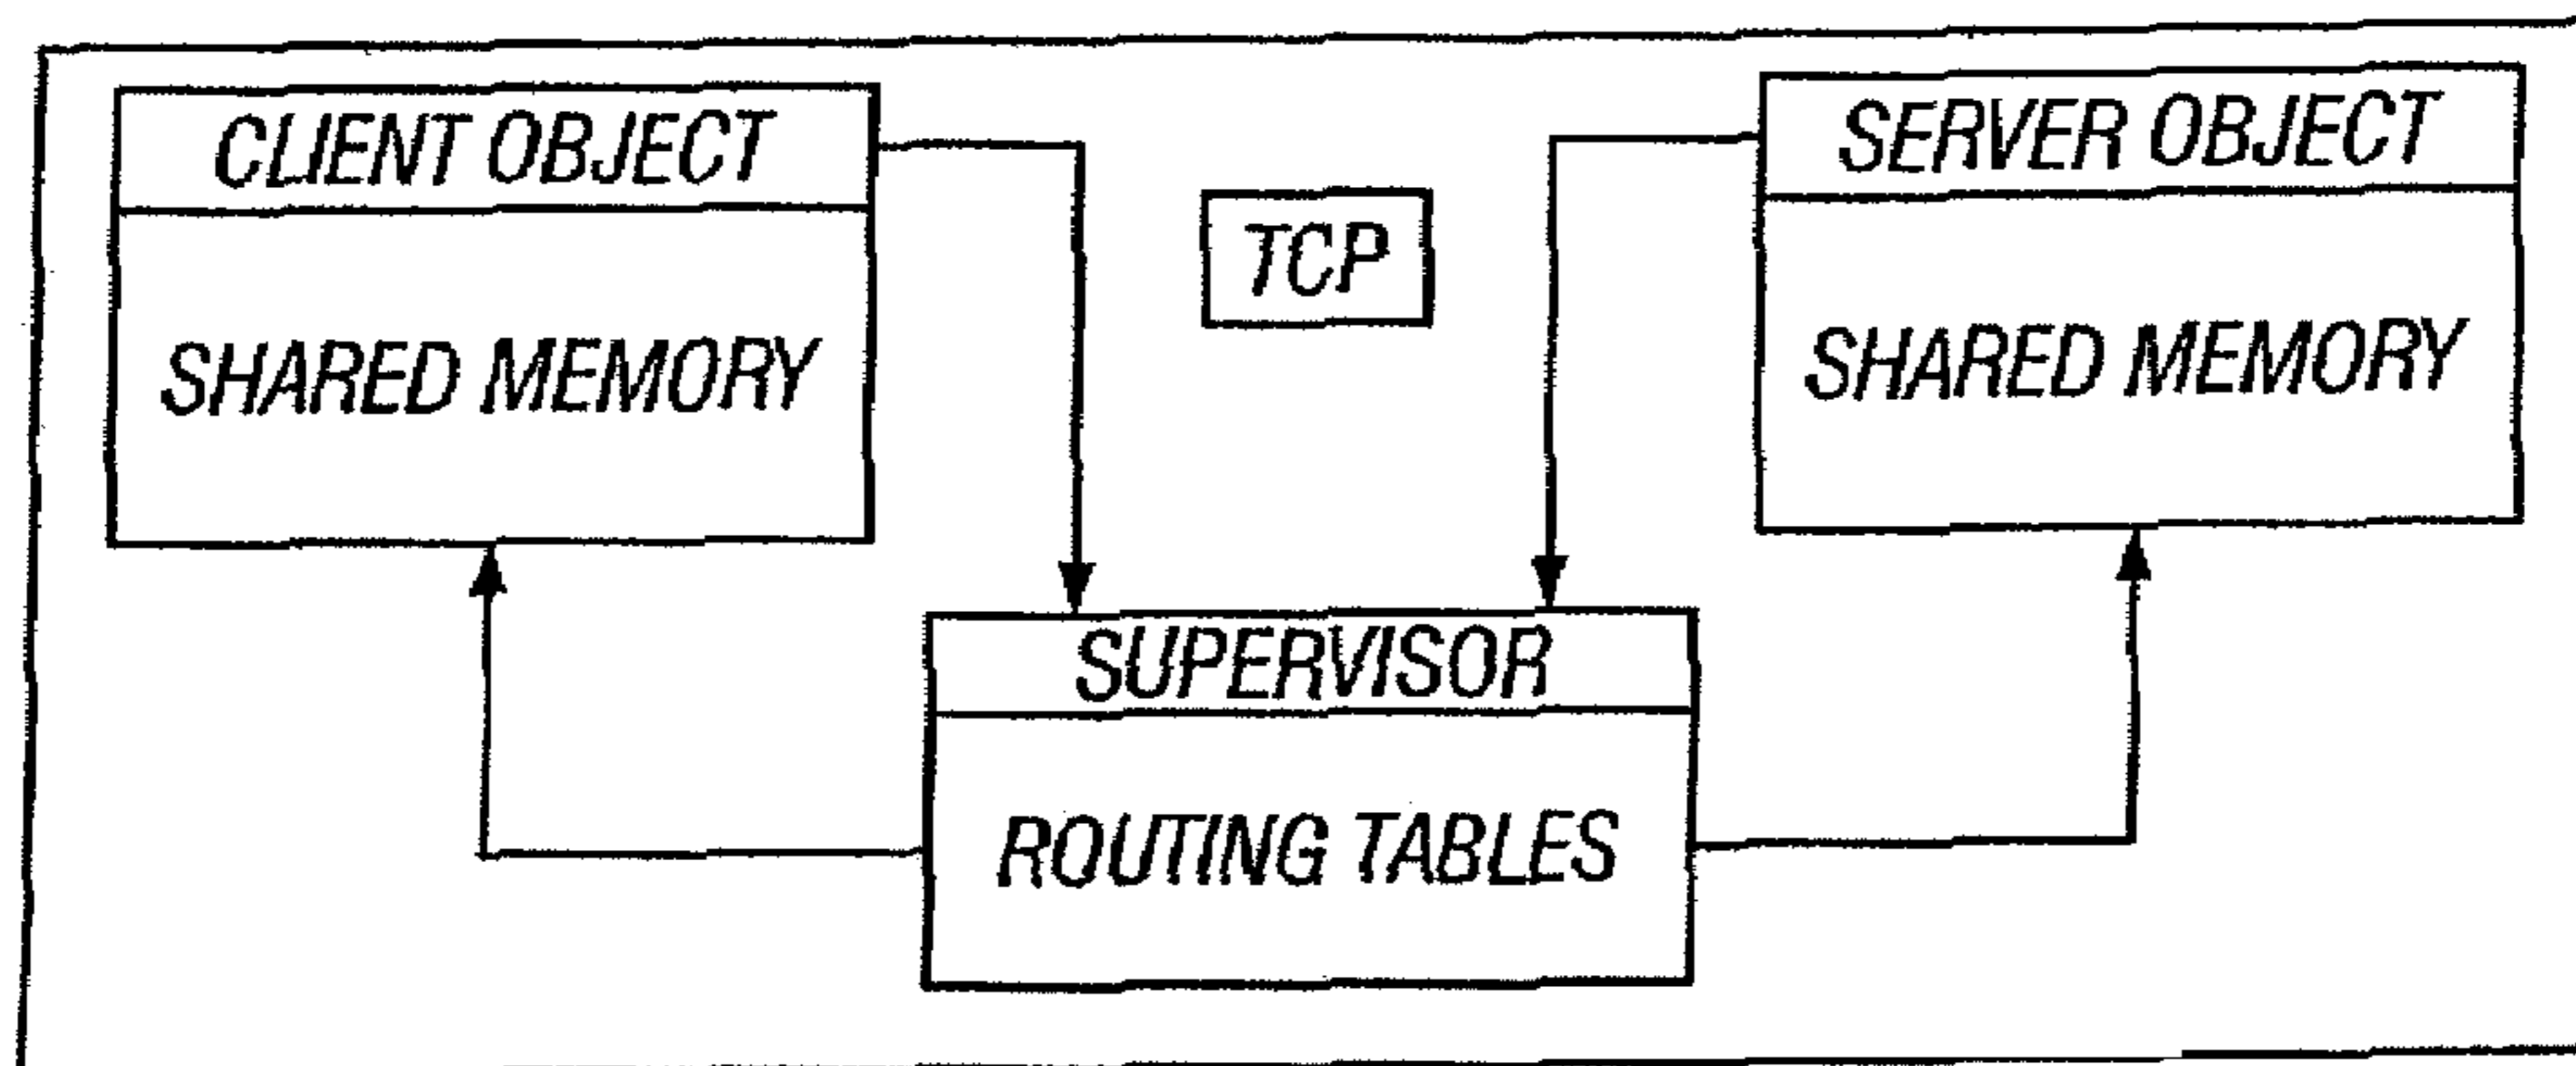 CLIENT OBJECT
SHARED MEMORY
TCP
SERVER OBJECT
SHARED MEMORY
SUPERVISOR
ROUTING TABLES